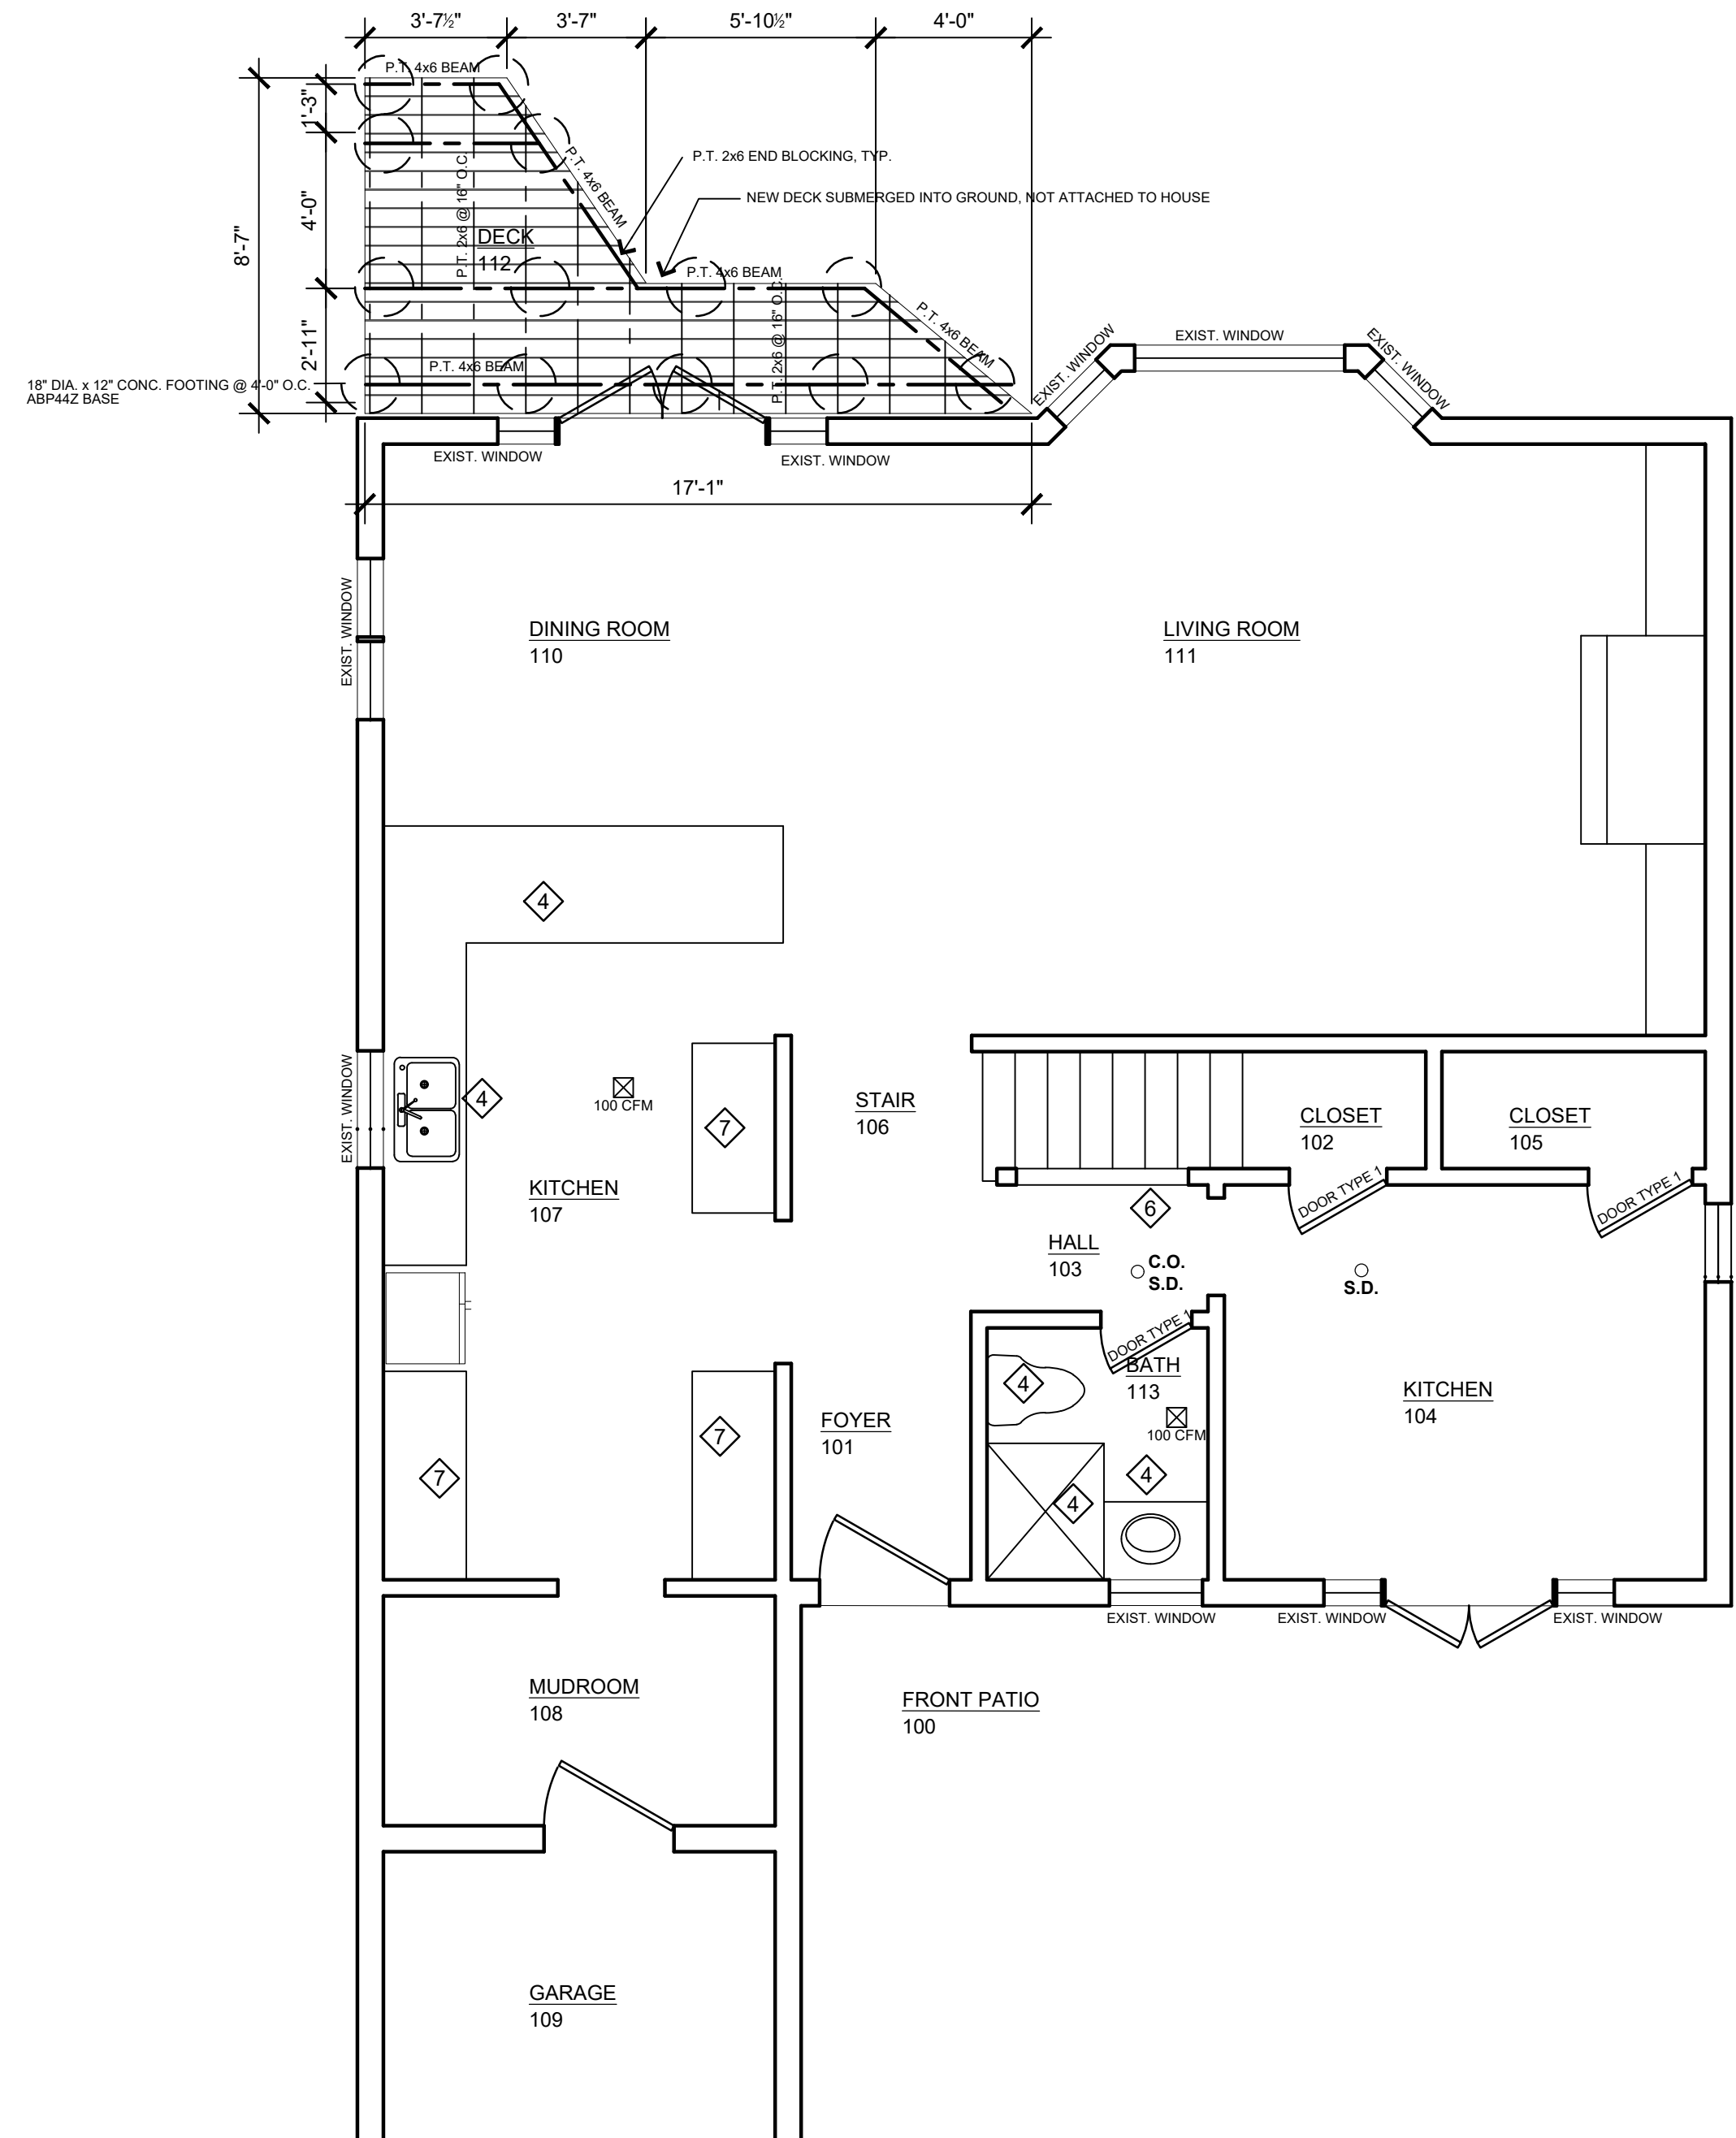 3'-7½"
3'-7"
5'-10½"
4'-0"
P.T. 4x6 BEAM
1'-3"
P.T. 4x6 BEAM
P.T. 2x6 END BLOCKING, TYP.
P.T. 2x6 @ 16" O.C.
NEW DECK SUBMERGED INTO GROUND, NOT ATTACHED TO HOUSE
4'-0"
8'-7"
DECK
112
P.T. 4x6 BEAM
P.T. 2x6 @ 16" O.C.
P.T. 4x6 BEAM
2'-11"
P.T. 4x6 BEAM
18" DIA. x 12" CONC. FOOTING @ 4'-0" O.C.
ABP44Z BASE
EXIST. WINDOW
EXIST. WINDOW
EXIST. WINDOW
EXIST. WINDOW
EXIST. WINDOW
17'-1"
EXIST. WINDOW
DINING ROOM
110
LIVING ROOM
111
4
EXIST. WINDOW
4
100 CFM
7
STAIR
106
CLOSET
102
CLOSET
105
KITCHEN
107
DOOR TYPE 1
DOOR TYPE 1
6
HALL
103
C.O.
S.D.
S.D.
DOOR TYPE 1
BATH
113
4
KITCHEN
104
FOYER
101
100 CFM
7
7
4
4
EXIST. WINDOW
EXIST. WINDOW
EXIST. WINDOW
MUDROOM
108
FRONT PATIO
100
GARAGE
109